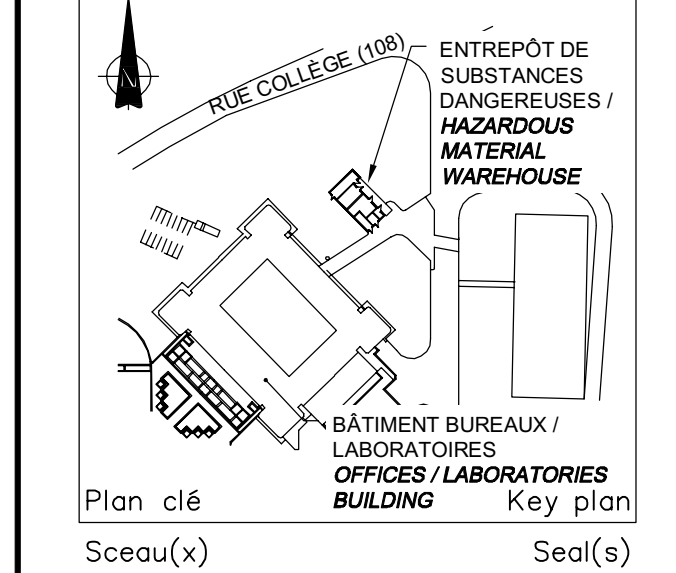 N
RUE COLLÈGE (108)
ENTREPÔT DE
SUBSTANCES
DANGEREUSES /
HAZARDOUS
MATERIAL
WAREHOUSE
BÂTIMENT BUREAUX /
LABORATOIRES
OFFICES / LABORATORIES
BUILDING
Plan clé Key plan
Sceau(x) Seal(s)